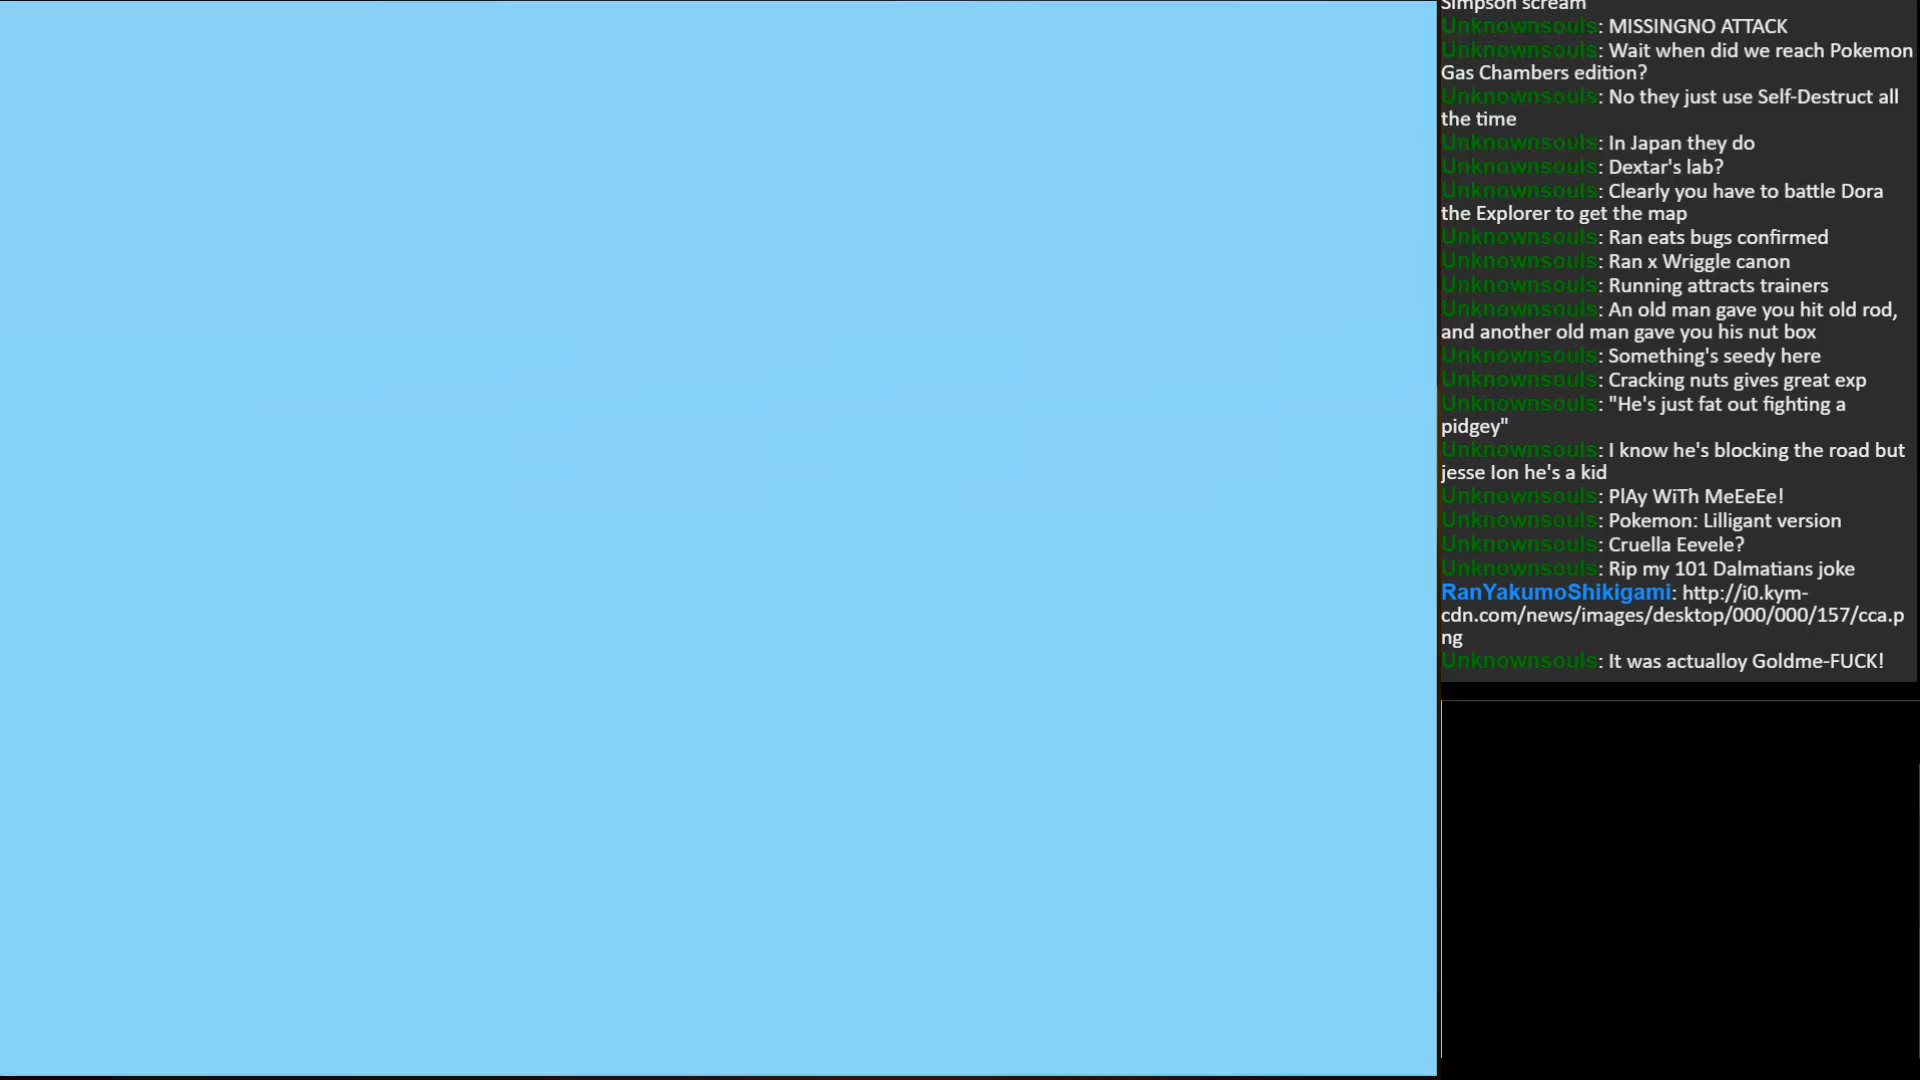 Simpson scream
Unknownsouls: MISSINGNO ATTACK
Unknownsouls: Wait when did we reach Pokemon
Gas Chambers edition?
Unknownsouls: No they just use Self-Destruct all
the time
Unknownsouls: In Japan they do
Unknownsouls: Dextar's lab?
Unknownsouls: Clearly you have to battle Dora
the Explorer to get the map
Unknownsouls: Ran eats bugs confirmed
Unknownsouls: Ran x Wriggle canon
Unknownsouls: Running attracts trainers
Unknownsouls: An old man gave you hit old rod,
and another old man gave you his nut box
Unknownsouls: Something's seedy here
Unknownsouls: Cracking nuts gives great exp
Unknownsouls: "He's just fat out fighting a
pidgey"
Unknownsouls: I know he's blocking the road but
jesse Ion he's a kid
Unknownsouls: PlAy WiTh MeEeEe!
Unknownsouls: Pokemon: Lilligant version
Unknownsouls: Cruella Eevele?
Unknownsouls: Rip my 101 Dalmatians joke
RanYakumoShikigami: http://i0.kym-
cdn.com/news/images/desktop/000/000/157/cca.p
ng
Unknownsouls: It was actualloy Goldme-FUCK!